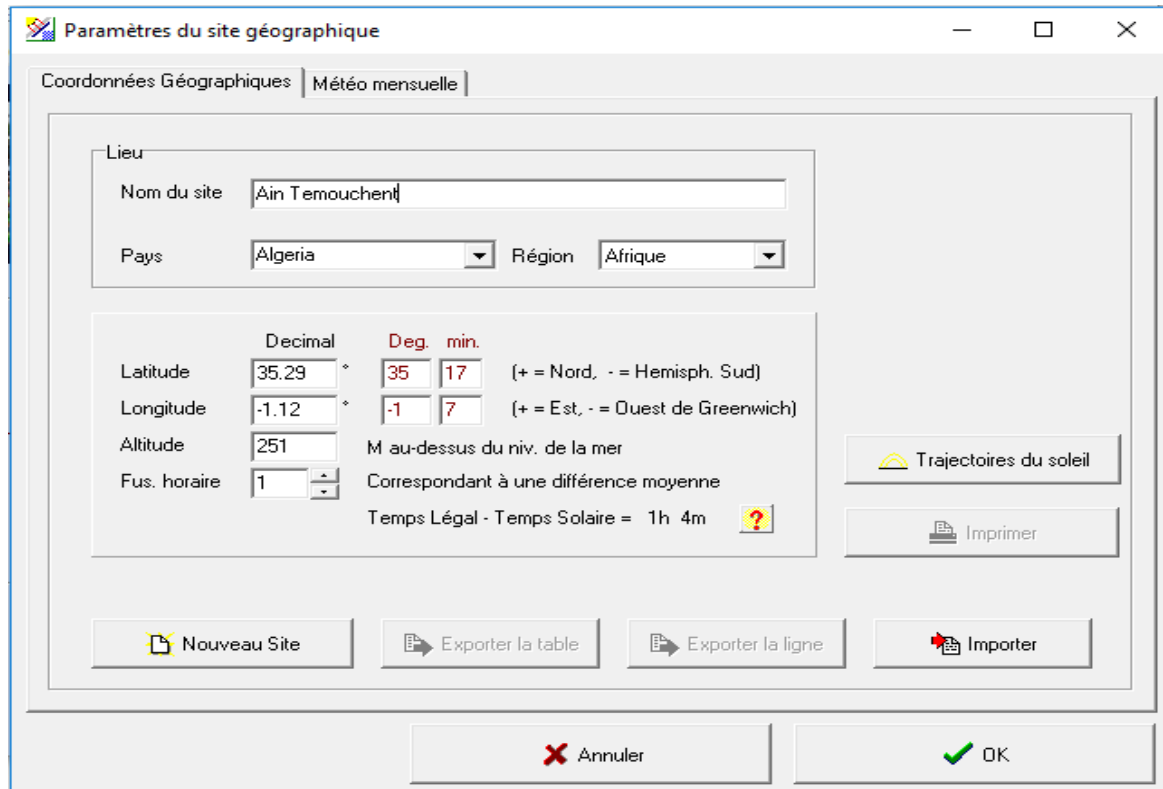 Paramètres du site géographique
Coordonnées Géographiques Météo mensuelle
Lieu
Nom du site Ain Temouchent
Pays Algeria Région Afrique
Decimal Deg. min.
Latitude 35.29 ° 35 17 (+ = Nord, - = Hemisph. Sud)
Longitude -1.12 ° -1 7 (+ = Est, - = Ouest de Greenwich)
Altitude 251 M au-dessus du niv. de la mer
Fus. horaire 1 Correspondant à une différence moyenne
Temps Légal - Temps Solaire = 1h 4m ?
Trajectoires du soleil
Imprimer
Nouveau Site Exporter la table Exporter la ligne Importer
Annuler OK